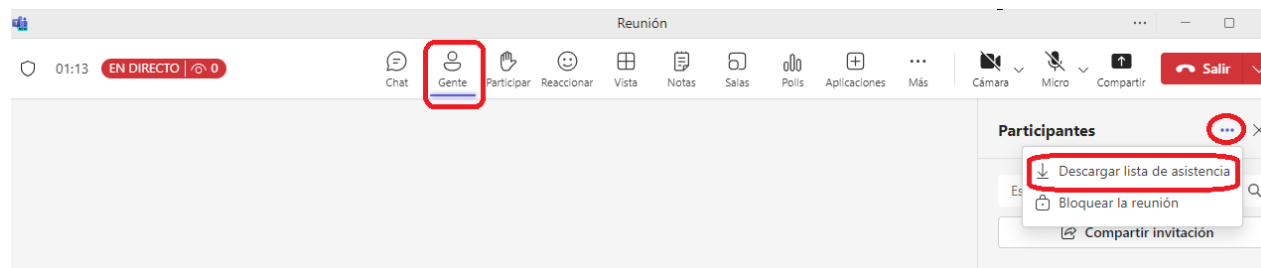 Reunión
01:13 EN DIRECTO 0
Chat Gente Participar Reaccionar Vista Notas Salas Polls Aplicaciones Más Cámara Micro Compartir Salir
Participantes
Descargar lista de asistencia
Es
Bloquear la reunión
Compartir invitación